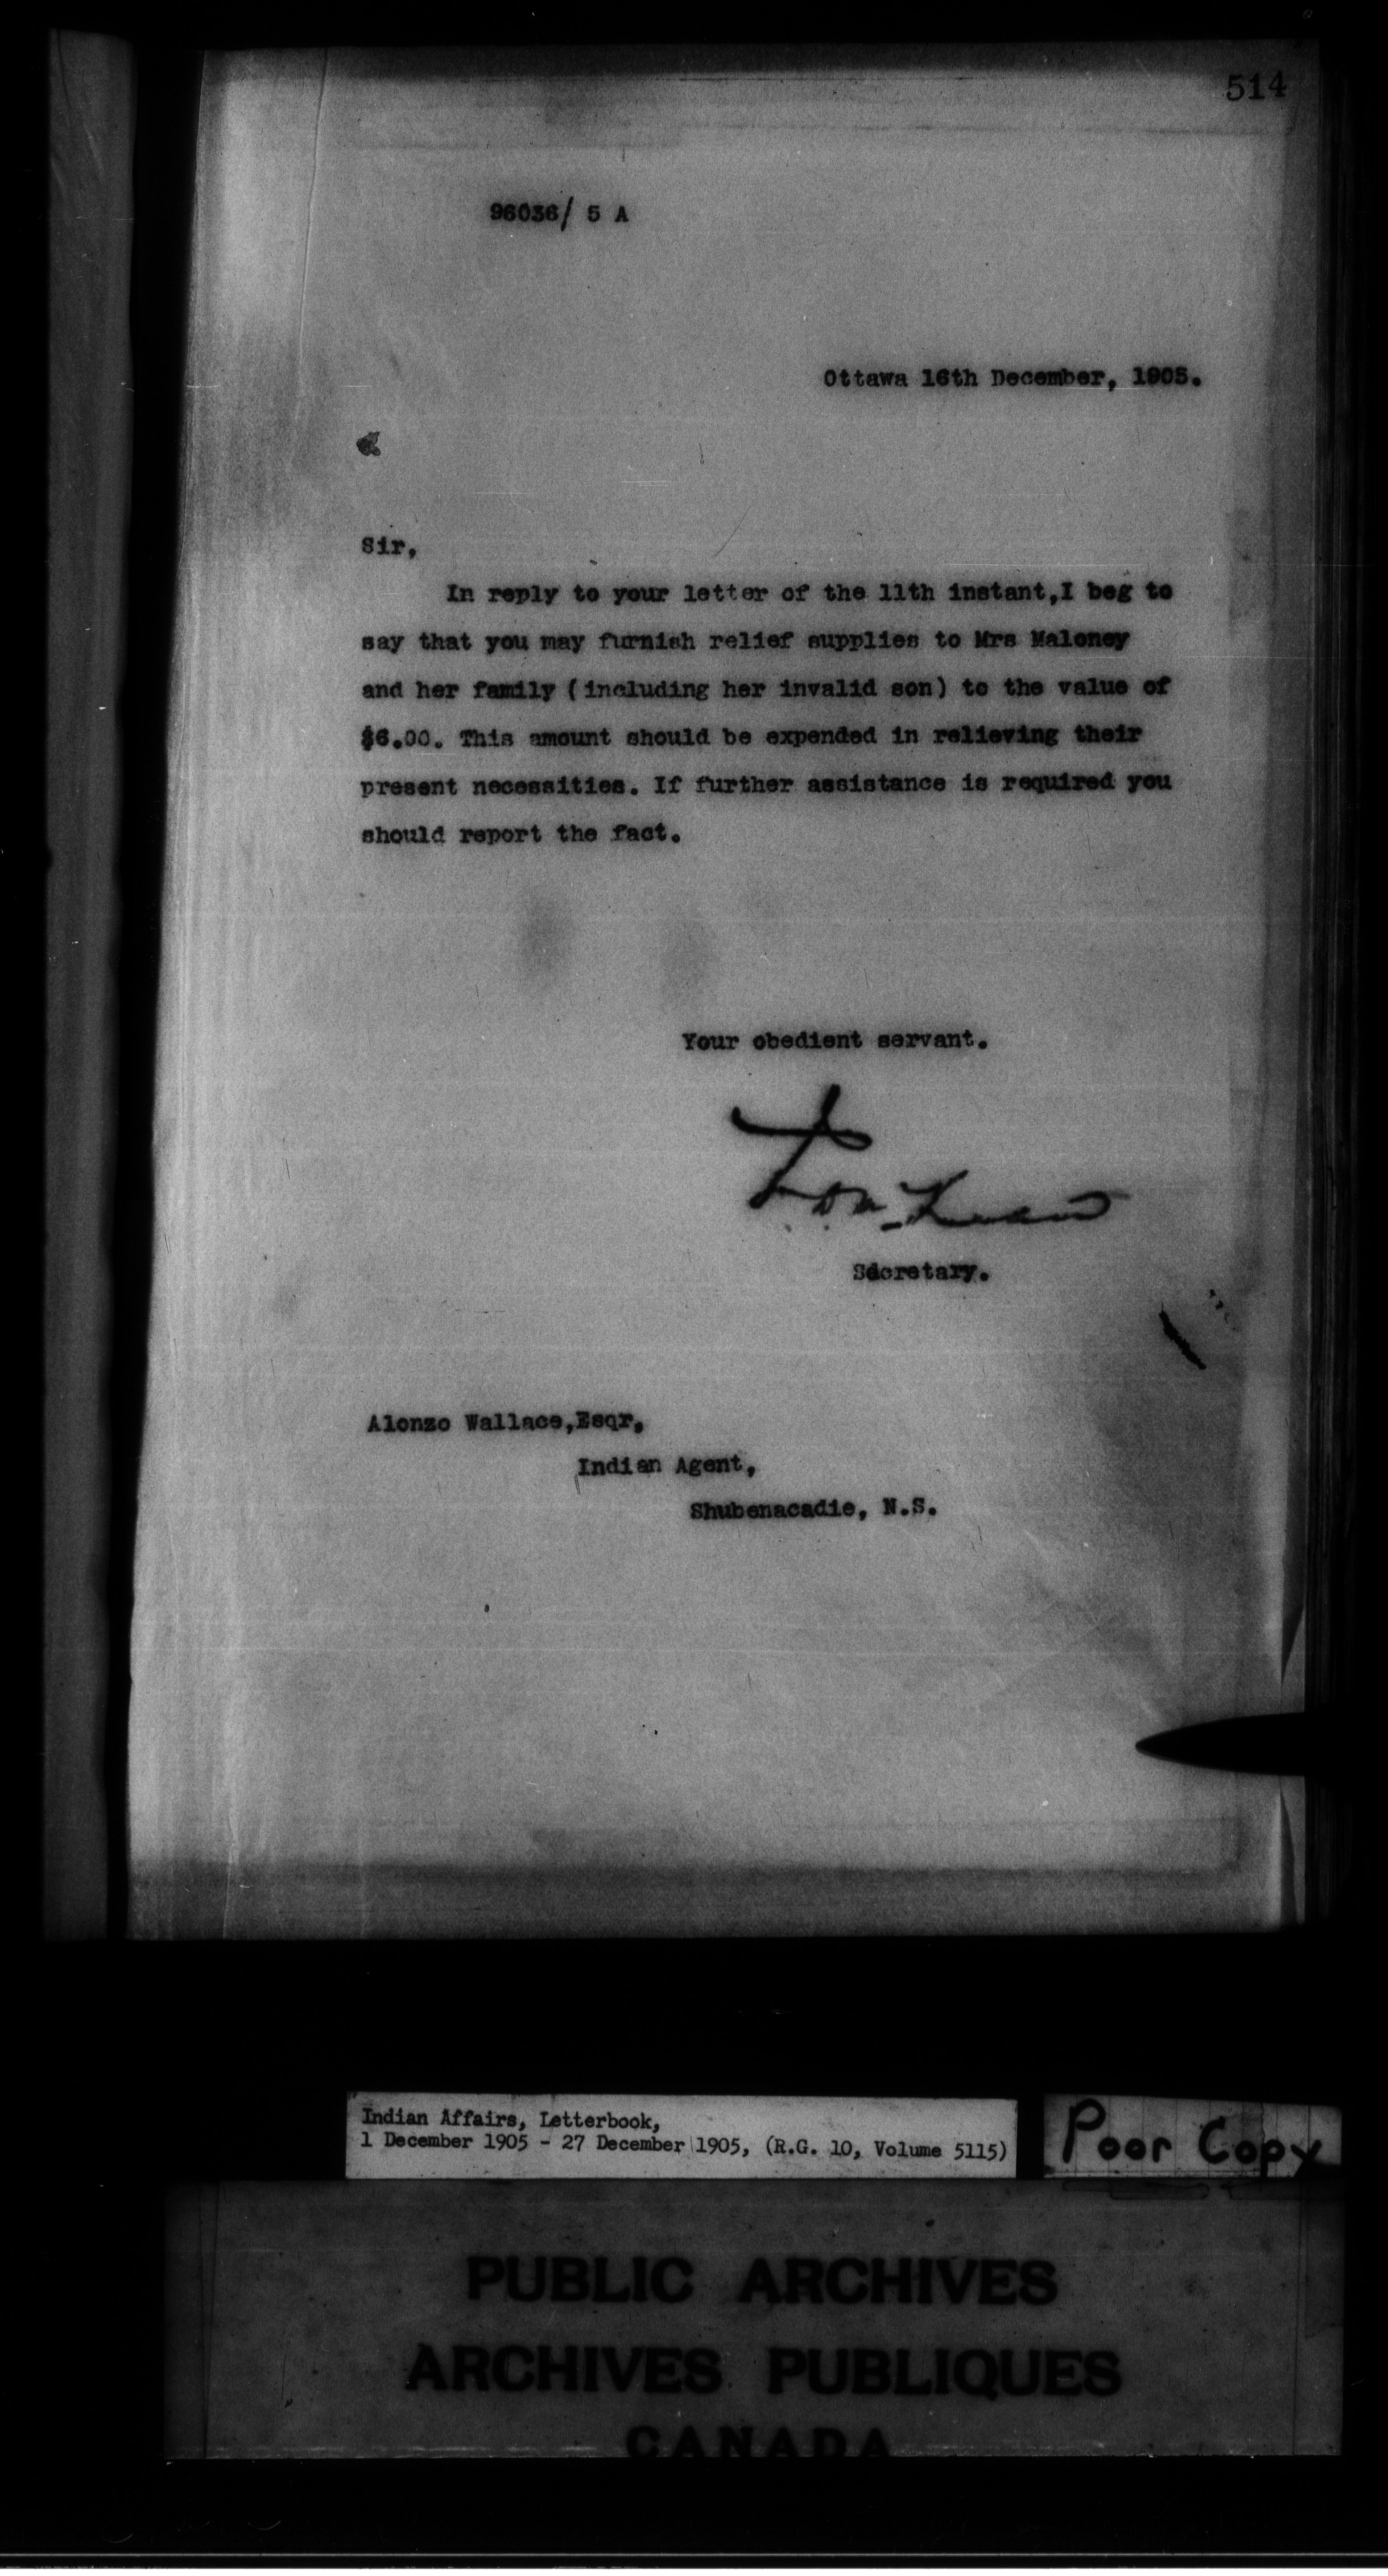 514
96036/ 5 A
Ottawa 16th December, 1905.
Sir,
In reply to your letter of the 11th instant,I beg to
say that you may furnish relief supplies to Mrs Maloney
and her family (including her invalid son) to the value of
$6.00. This amount should be expended in relieving their
present necessities. If further assistance is required you
should report the fact.
Your obedient servant.
Secretary.
Alonzo Wallace,Esqr,
Indian Agent,
Shubenacadie, N.S.
Indian Affairs, Letterbook,
1 December 1905 - 27 December 1905, (R.G. 10, Volume 5115)
Poor Copy
PUBLIC ARCHIVES
ARCHIVES PUBLIQUES
CANADA